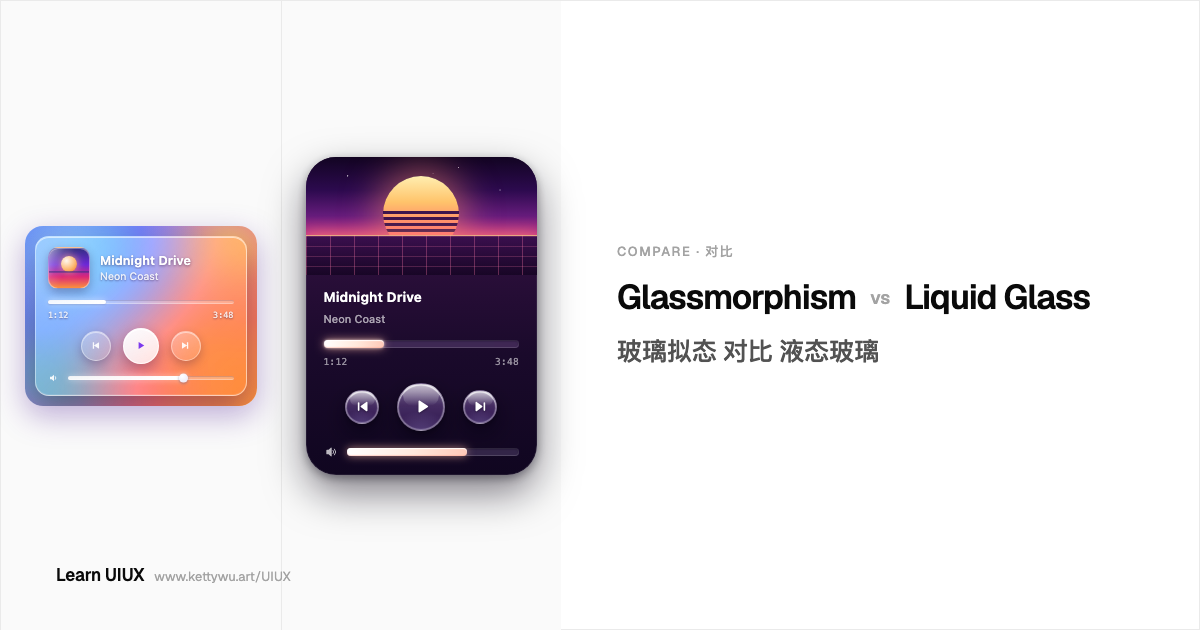 Midnight Drive
Neon Coast
1:12 3:48
Midnight Drive
Neon Coast
1:12 3:48
COMPARE · 对比
Glassmorphism vs Liquid Glass
玻璃拟态 对比 液态玻璃
Learn UIUX www.kettywu.art/UIUX